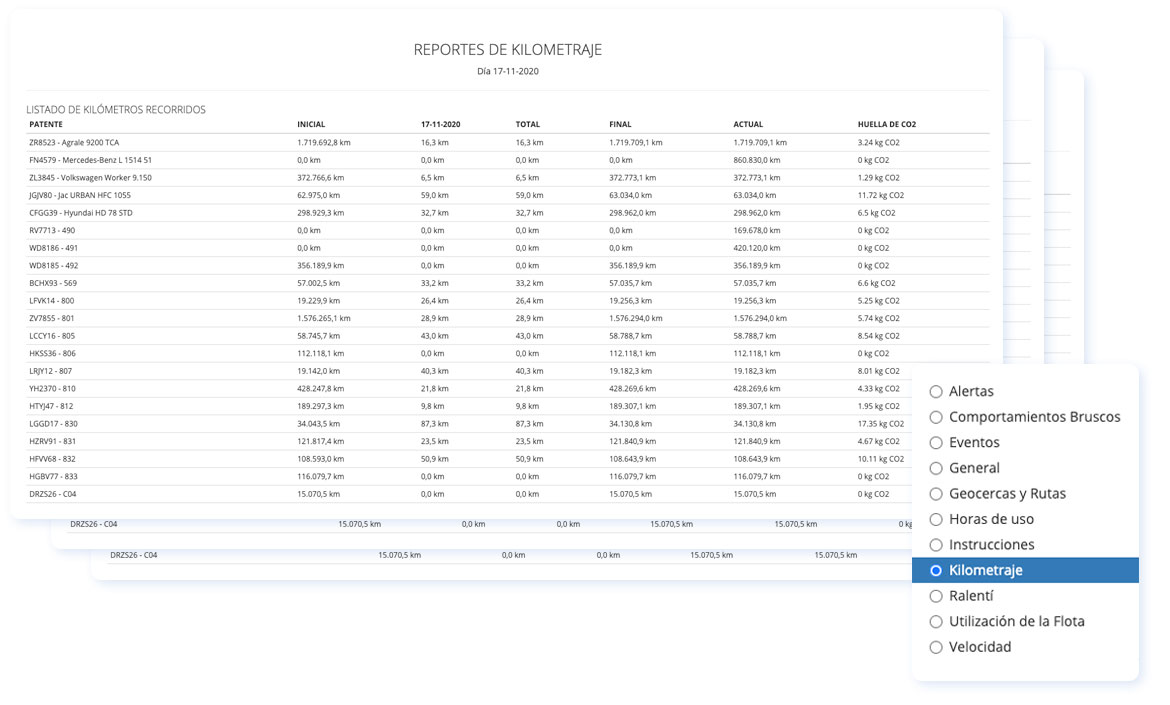 REPORTES DE KILOMETRAJE
Día 17-11-2020
LISTADO DE KILÓMETROS RECORRIDOS
PATENTE INICIAL 17-11-2020 TOTAL FINAL ACTUAL HUELLA DE CO2
ZR8523 - Agrale 9200 TCA 1.719.692,8 km 16,3 km 16,3 km 1.719.709,1 km 1.719.709,1 km 3.24 kg CO2
FN4579 - Mercedes-Benz L 1514 51 0,0 km 0,0 km 0,0 km 0,0 km 860.830,0 km 0 kg CO2
ZL3845 - Volkswagen Worker 9.150 372.766,6 km 6,5 km 6,5 km 372.773,1 km 372.773,1 km 1.29 kg CO2
JGJV80 - Jac URBAN HFC 1055 62.975,0 km 59,0 km 59,0 km 63.034,0 km 63.034,0 km 11.72 kg CO2
CFGG39 - Hyundai HD 78 STD 298.929,3 km 32,7 km 32,7 km 298.962,0 km 298.962,0 km 6.5 kg CO2
RV7713 - 490 0,0 km 0,0 km 0,0 km 0,0 km 169.678,0 km 0 kg CO2
WD8186 - 491 0,0 km 0,0 km 0,0 km 0,0 km 420.120,0 km 0 kg CO2
WD8185 - 492 356.189,9 km 0,0 km 0,0 km 356.189,9 km 356.189,9 km 0 kg CO2
BCHX93 - 569 57.002,5 km 33,2 km 33,2 km 57.035,7 km 57.035,7 km 6.6 kg CO2
LFVK14 - 800 19.229,9 km 26,4 km 26,4 km 19.256,3 km 19.256,3 km 5.25 kg CO2
ZV7855 - 801 1.576.265,1 km 28,9 km 28,9 km 1.576.294,0 km 1.576.294,0 km 5.74 kg CO2
LCCY16 - 805 58.745,7 km 43,0 km 43,0 km 58.788,7 km 58.788,7 km 8.54 kg CO2
HKSS36 - 806 112.118,1 km 0,0 km 0,0 km 112.118,1 km 112.118,1 km 0 kg CO2
LRJY12 - 807 19.142,0 km 40,3 km 40,3 km 19.182,3 km 19.182,3 km 8.01 kg CO2
YH2370 - 810 428.247,8 km 21,8 km 21,8 km 428.269,6 km 428.269,6 km 4.33 kg CO2
HTYJ47 - 812 189.297,3 km 9,8 km 9,8 km 189.307,1 km 189.307,1 km 1.95 kg CO2
LGGD17 - 830 34.043,5 km 87,3 km 87,3 km 34.130,8 km 34.130,8 km 17.35 kg CO2
HZRV91 - 831 121.817,4 km 23,5 km 23,5 km 121.840,9 km 121.840,9 km 4.67 kg CO2
HFVV68 - 832 108.593,0 km 50,9 km 50,9 km 108.643,9 km 108.643,9 km 10.11 kg CO2
HGBV77 - 833 116.079,7 km 0,0 km 0,0 km 116.079,7 km 116.079,7 km 0 kg CO2
DRZS26 - C04 15.070,5 km 0,0 km 0,0 km 15.070,5 km 15.070,5 km 0 kg CO2
DRZS26 - C04 15.070,5 km 0,0 km 0,0 km 15.070,5 km 15.070,5 km 0 kg
DRZS26 - C04 15.070,5 km 0,0 km 0,0 km 15.070,5 km 15.070,5 km
Alertas
Comportamientos Bruscos
Eventos
General
Geocercas y Rutas
Horas de uso
Instrucciones
Kilometraje
Ralentí
Utilización de la Flota
Velocidad